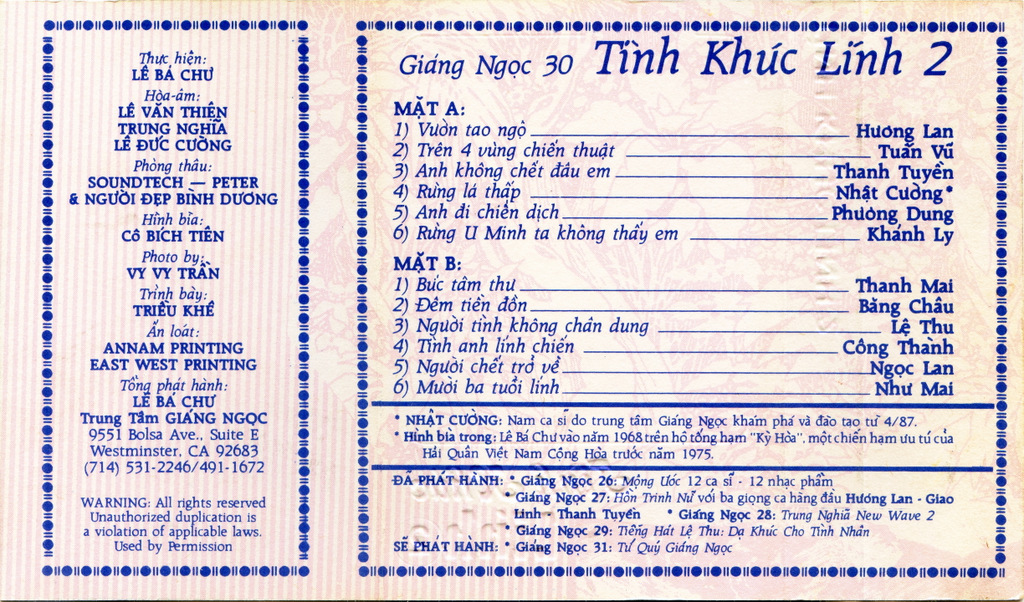 Thực hiện:
LÊ BÁ CHƯ
Hòa-âm:
LÊ VĂN THIỆN
TRUNG NGHĨA
LÊ ĐỨC CƯỜNG
Phòng thâu:
SOUNDTECH — PETER
& NGƯỜI ĐẸP BÌNH DƯƠNG
Hình bìa:
Cô BÍCH TIÊN
Photo by:
VY VY TRẦN
Trình bày:
TRIỀU KHÊ
Ấn loát:
ANNAM PRINTING
EAST WEST PRINTING
Tổng phát hành:
LÊ BÁ CHƯ
Trung Tâm GIÁNG NGỌC
9551 Bolsa Ave., Suite E
Westminster, CA 92683
(714) 531-2246/491-1672
WARNING: All rights reserved
Unauthorized duplication is
a violation of applicable laws.
Used by Permission
Giáng Ngọc 30 Tình Khúc Lính 2
MẶT A:
1) Vườn tao ngộ Hương Lan
2) Trên 4 vùng chiến thuật Tuấn Vũ
3) Anh không chết đâu em Thanh Tuyền
4) Rừng lá thấp Nhật Cường*
5) Anh đi chiến dịch Phương Dung
6) Rừng U Minh ta không thấy em Khánh Ly
MẶT B:
1) Bức tâm thư Thanh Mai
2) Đêm tiền đồn Băng Châu
3) Người tình không chân dung Lệ Thu
4) Tình anh lính chiến Công Thành
5) Người chết trở về Ngọc Lan
6) Mười ba tuổi lính Như Mai
* NHẬT CƯỜNG: Nam ca sĩ do trung tâm Giáng Ngọc khám phá và đào tạo từ 4/87.
* Hình bìa trong: Lê Bá Chư vào năm 1968 trên hộ tống hạm "Kỳ Hòa", một chiến hạm ưu tú của
Hải Quân Việt Nam Cộng Hòa trước năm 1975.
ĐÃ PHÁT HÀNH: * Giáng Ngọc 26: Mộng Ước 12 ca sĩ - 12 nhạc phẩm
* Giáng Ngọc 27: Hồn Trinh Nữ với ba giọng ca hàng đầu Hương Lan - Giao
Linh - Thanh Tuyền * Giáng Ngọc 28: Trung Nghĩa New Wave 2
* Giáng Ngọc 29: Tiếng Hát Lệ Thu: Dạ Khúc Cho Tình Nhân
SẼ PHÁT HÀNH: * Giáng Ngọc 31: Tứ Quý Giáng Ngọc